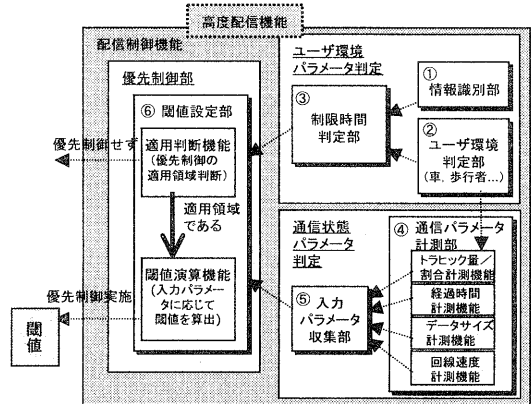 高度配信機能
配信制御機能
優先制御部
⑥ 閾値設定部
適用判断機能
(優先制御の
適用領域判断)
適用領域
である
閾値演算機能
(入力パラメー
タに応じて
閾値を算出)
優先制御せず
優先制御実施
閾値
ユーザ環境
パラメータ判定
①
情報識別部
②
ユーザ環境
判定部
(車、歩行者...)
③
制限時間
判定部
通信状態
パラメータ
判定
④ 通信パラメータ
計測部
トラヒック量/
割合計測機能
経過時間
計測機能
データサイズ
計測機能
回線速度
計測機能
⑤ 入力
パラメータ
収集部